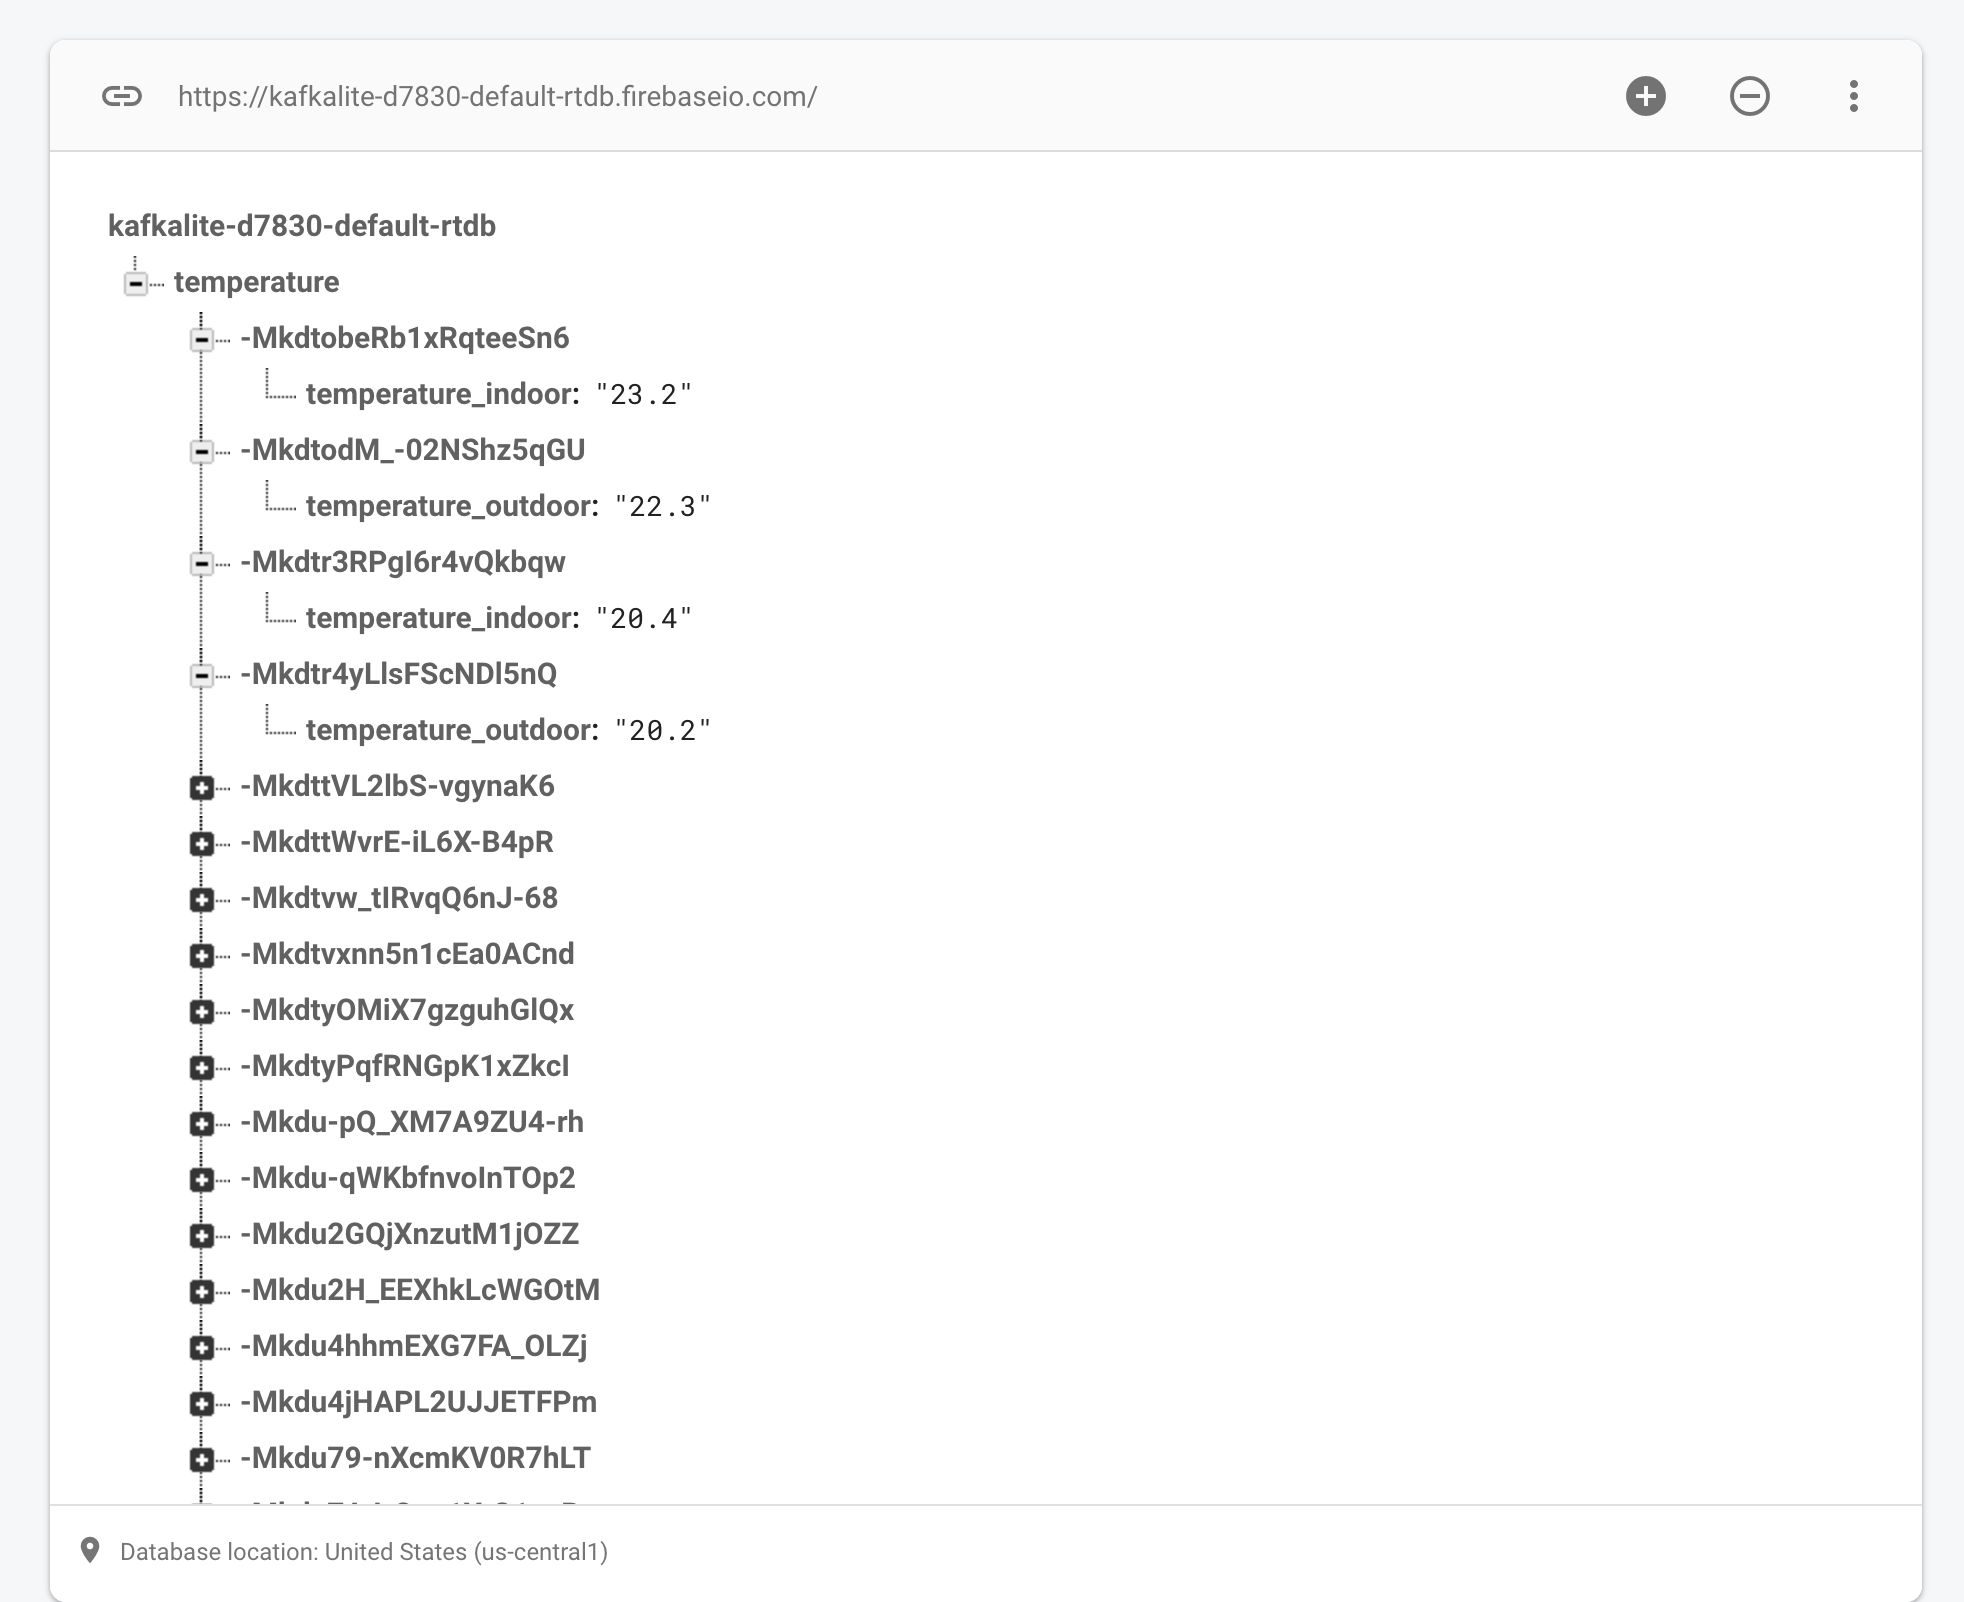 https://kafkalite-d7830-default-rtdb.firebaseio.com/
kafkalite-d7830-default-rtdb
temperature
-MkdtobeRb1xRqteeSn6
temperature_indoor: "23.2"
-MkdtodM_-02NShz5qGU
temperature_outdoor: "22.3"
-Mkdtr3RPgI6r4vQkbqw
temperature_indoor: "20.4"
-Mkdtr4yLlsFScNDl5nQ
temperature_outdoor: "20.2"
-MkdttVL2lbS-vgynaK6
-MkdttWvrE-iL6X-B4pR
-Mkdtvw_tIRvqQ6nJ-68
-Mkdtvxnn5n1cEa0ACnd
-MkdtyOMiX7gzguhGlQx
-MkdtyPqfRNGpK1xZkcI
-Mkdu-pQ_XM7A9ZU4-rh
-Mkdu-qWKbfnvoInTOp2
-Mkdu2GQjXnzutM1jOZZ
-Mkdu2H_EEXhkLcWGOtM
-Mkdu4hhmEXG7FA_OLZj
-Mkdu4jHAPL2UJJETFPm
-Mkdu79-nXcmKV0R7hLT
Database location: United States (us-central1)